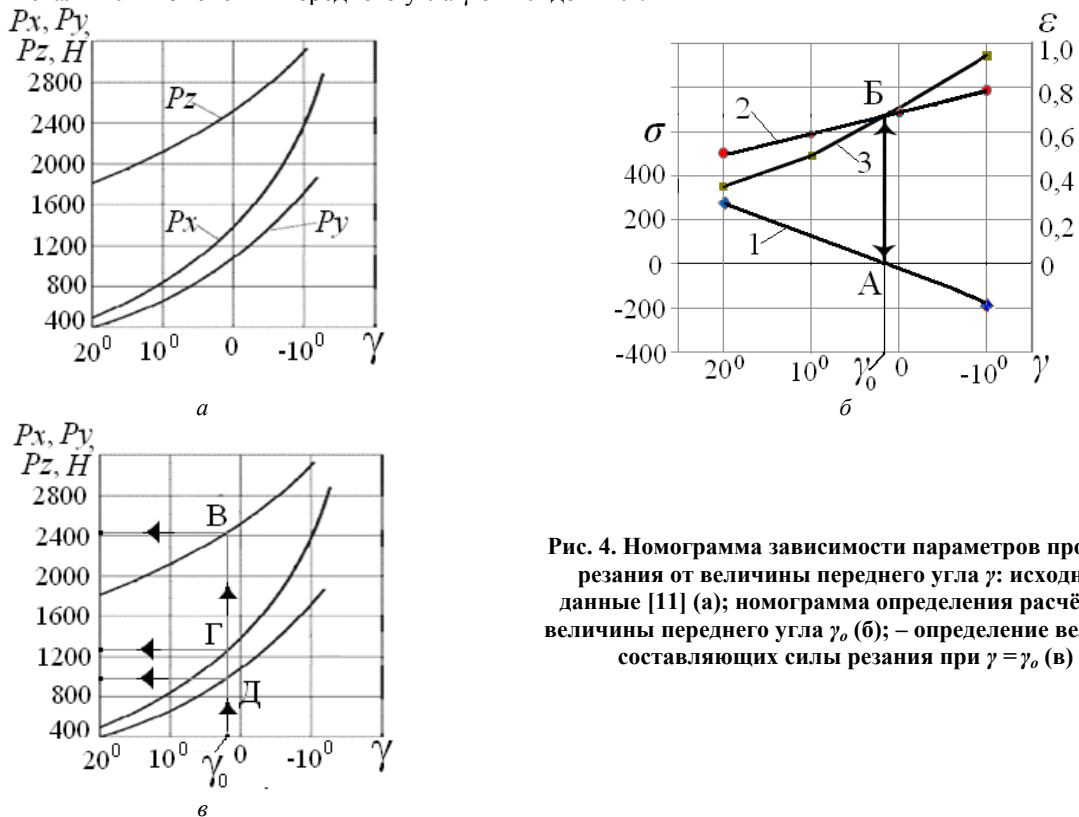 Px, Py,
Pz, Н
2800
2400
2000
1600
1200
800
400
Pz
Px
Py
20⁰ 10⁰ 0 -10⁰ γ
а
ε
1,0
0,8
0,6
0,4
0,2
0
σ
400
200
0
-200
-400
Б
2
3
1
А
20⁰ 10⁰ γ₀ 0 -10⁰ γ
б
Px, Py,
Pz, Н
2800
2400
2000
1600
1200
800
400
В
Г
Д
20⁰ 10⁰ γ₀ 0 -10⁰ γ
в
Рис. 4. Номограмма зависимости параметров про
резания от величины переднего угла γ: исходн
данные [11] (а); номограмма определения расчё
величины переднего угла γₒ (б); – определение вел
составляющих силы резания при γ = γₒ (в)